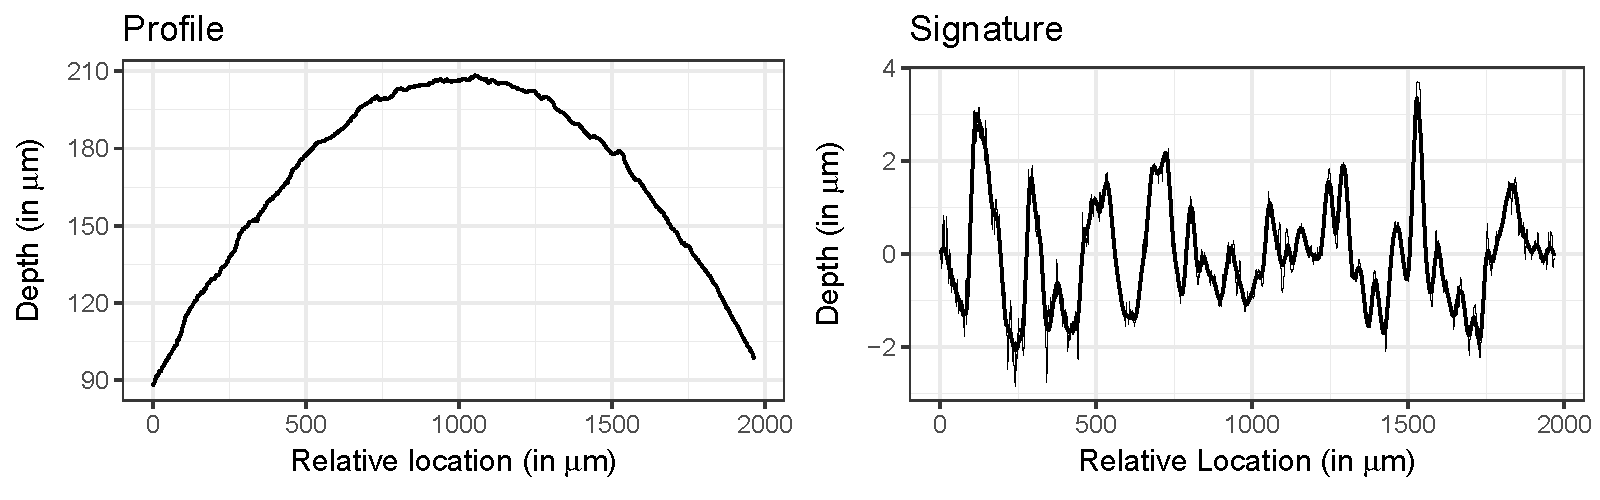 Profile
Depth (in μm)
210
180
150
120
90
0 500 1000 1500 2000
Relative location (in μm)
Signature
Depth (in μm)
4
2
0
−2
0 500 1000 1500 2000
Relative Location (in μm)